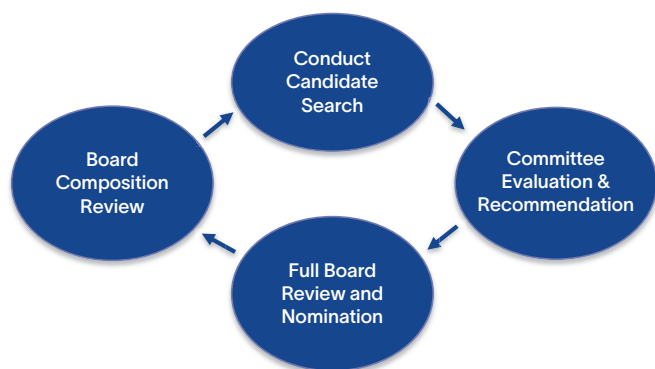 Conduct
Candidate
Search
Board
Composition
Review
Committee
Evaluation &
Recommendation
Full Board
Review and
Nomination